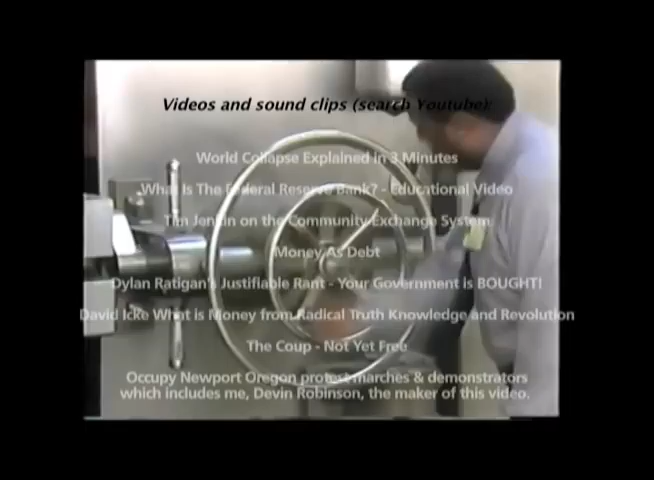 Videos and sound clips (search Youtube):
World Collapse Explained in 3 Minutes
What Is The Federal Reserve Bank? - Educational Video
Tim Jenkin on the Community Exchange System
Money As Debt
Dylan Ratigan's Justifiable Rant - Your Government is BOUGHT!
David Icke What is Money from Radical Truth Knowledge and Revolution
The Coup - Not Yet Free
Occupy Newport Oregon protest marches & demonstrators
which includes me, Devin Robinson, the maker of this video.